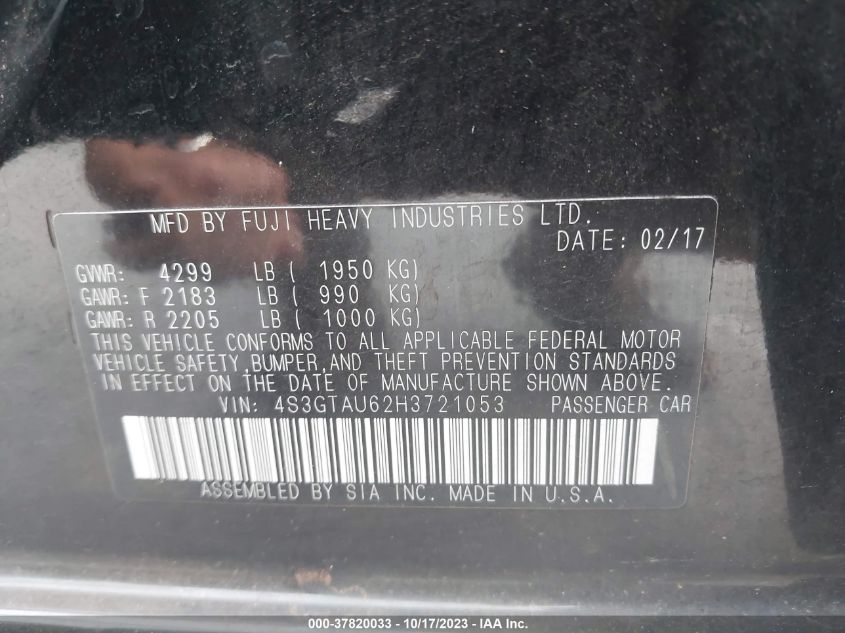 MFD BY FUJI HEAVY INDUSTRIES LTD.
DATE: 02/17
GVWR: 4299 LB ( 1950 KG)
GAWR: F 2183 LB ( 990 KG)
GAWR: R 2205 LB ( 1000 KG)
THIS VEHICLE CONFORMS TO ALL APPLICABLE FEDERAL MOTOR
VEHICLE SAFETY,BUMPER,AND THEFT PREVENTION STANDARDS
IN EFFECT ON THE DATE OF MANUFACTURE SHOWN ABOVE.
VIN: 4S3GTAU62H3721053 PASSENGER CAR
ASSEMBLED BY SIA INC. MADE IN U.S.A.
000-37820033 - 10/17/2023 - IAA Inc.